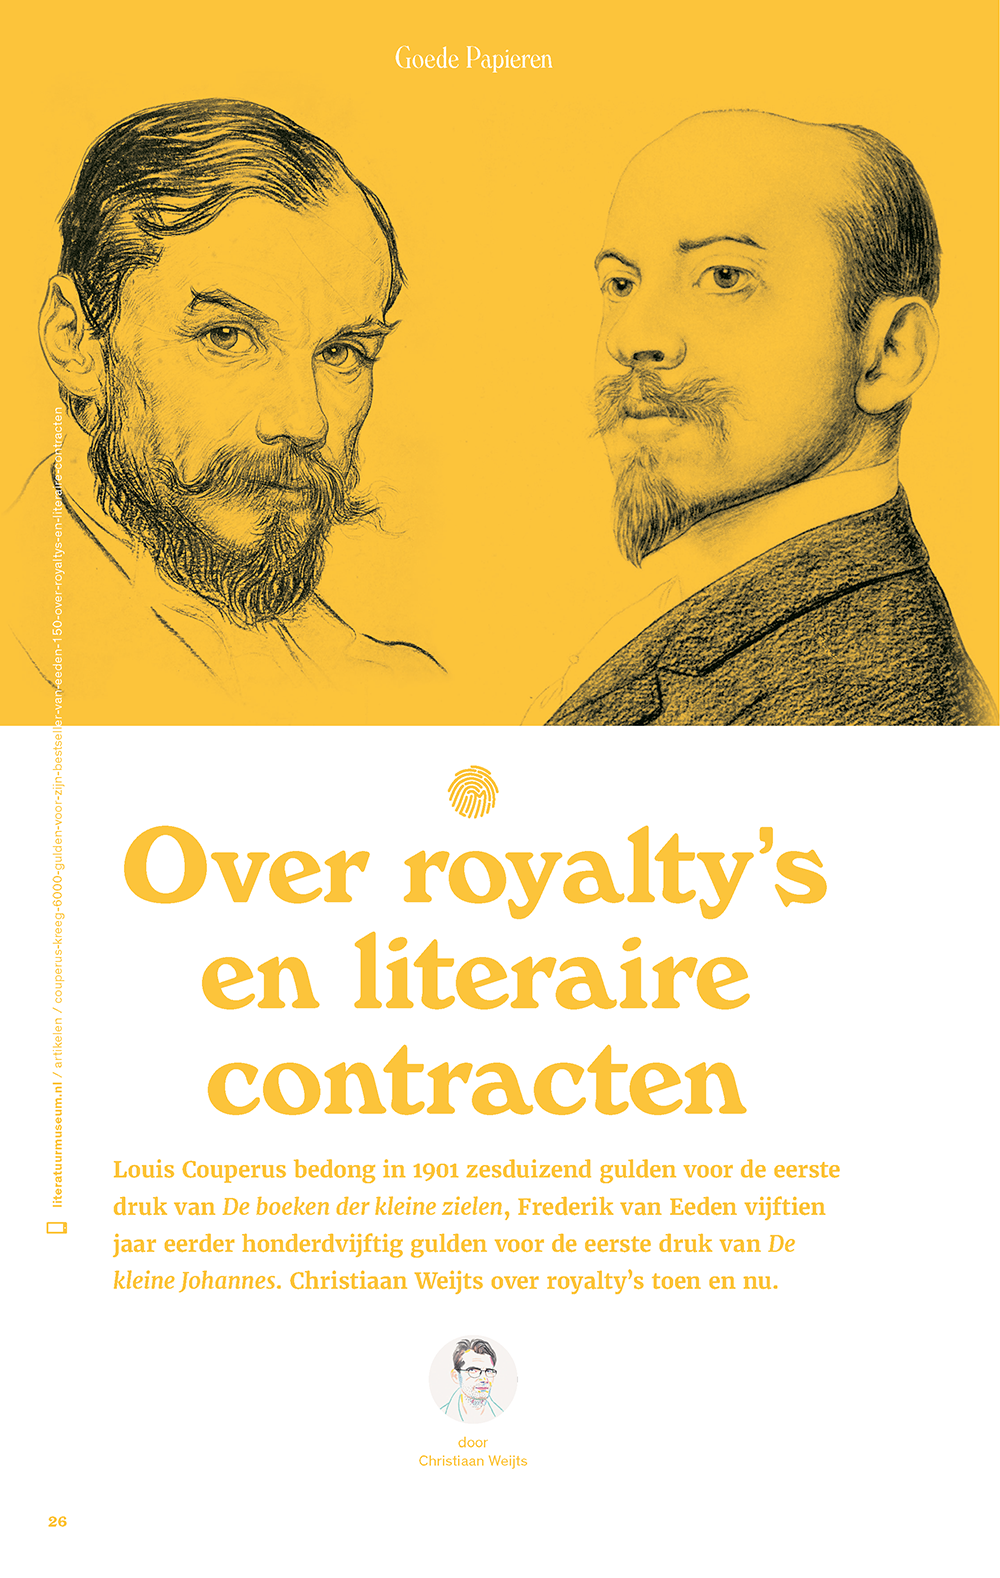 Goede Papieren
Over royalty’s
en literaire
contracten
Louis Couperus bedong in 1901 zesduizend gulden voor de eerste
druk van De boeken der kleine zielen, Frederik van Eeden vijftien
jaar eerder honderdvijftig gulden voor de eerste druk van De
kleine Johannes. Christiaan Weijts over royalty’s toen en nu.
door
Christiaan Weijts
26
literatuurmuseum.nl / artikelen / couperus-kreeg-6000-gulden-voor-zijn-bestseller-van-eeden-150-over-royaltys-en-literaire-contracten